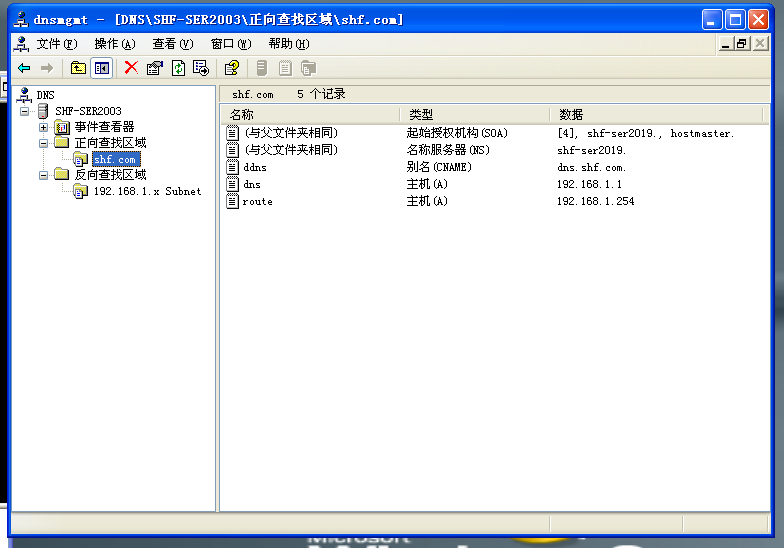 dnsmgmt - [DNS\SHF-SER2003\正向查找区域\shf.com]
文件(F) 操作(A) 查看(V) 窗口(W) 帮助(H)
DNS
SHF-SER2003
事件查看器
正向查找区域
shf.com
反向查找区域
192.168.1.x Subnet
shf.com 5 个记录
名称 类型 数据
(与父文件夹相同) 起始授权机构(SOA) [4], shf-ser2019., hostmaster.
(与父文件夹相同) 名称服务器(NS) shf-ser2019.
ddns 别名(CNAME) dns.shf.com.
dns 主机(A) 192.168.1.1
route 主机(A) 192.168.1.254
Microsoft